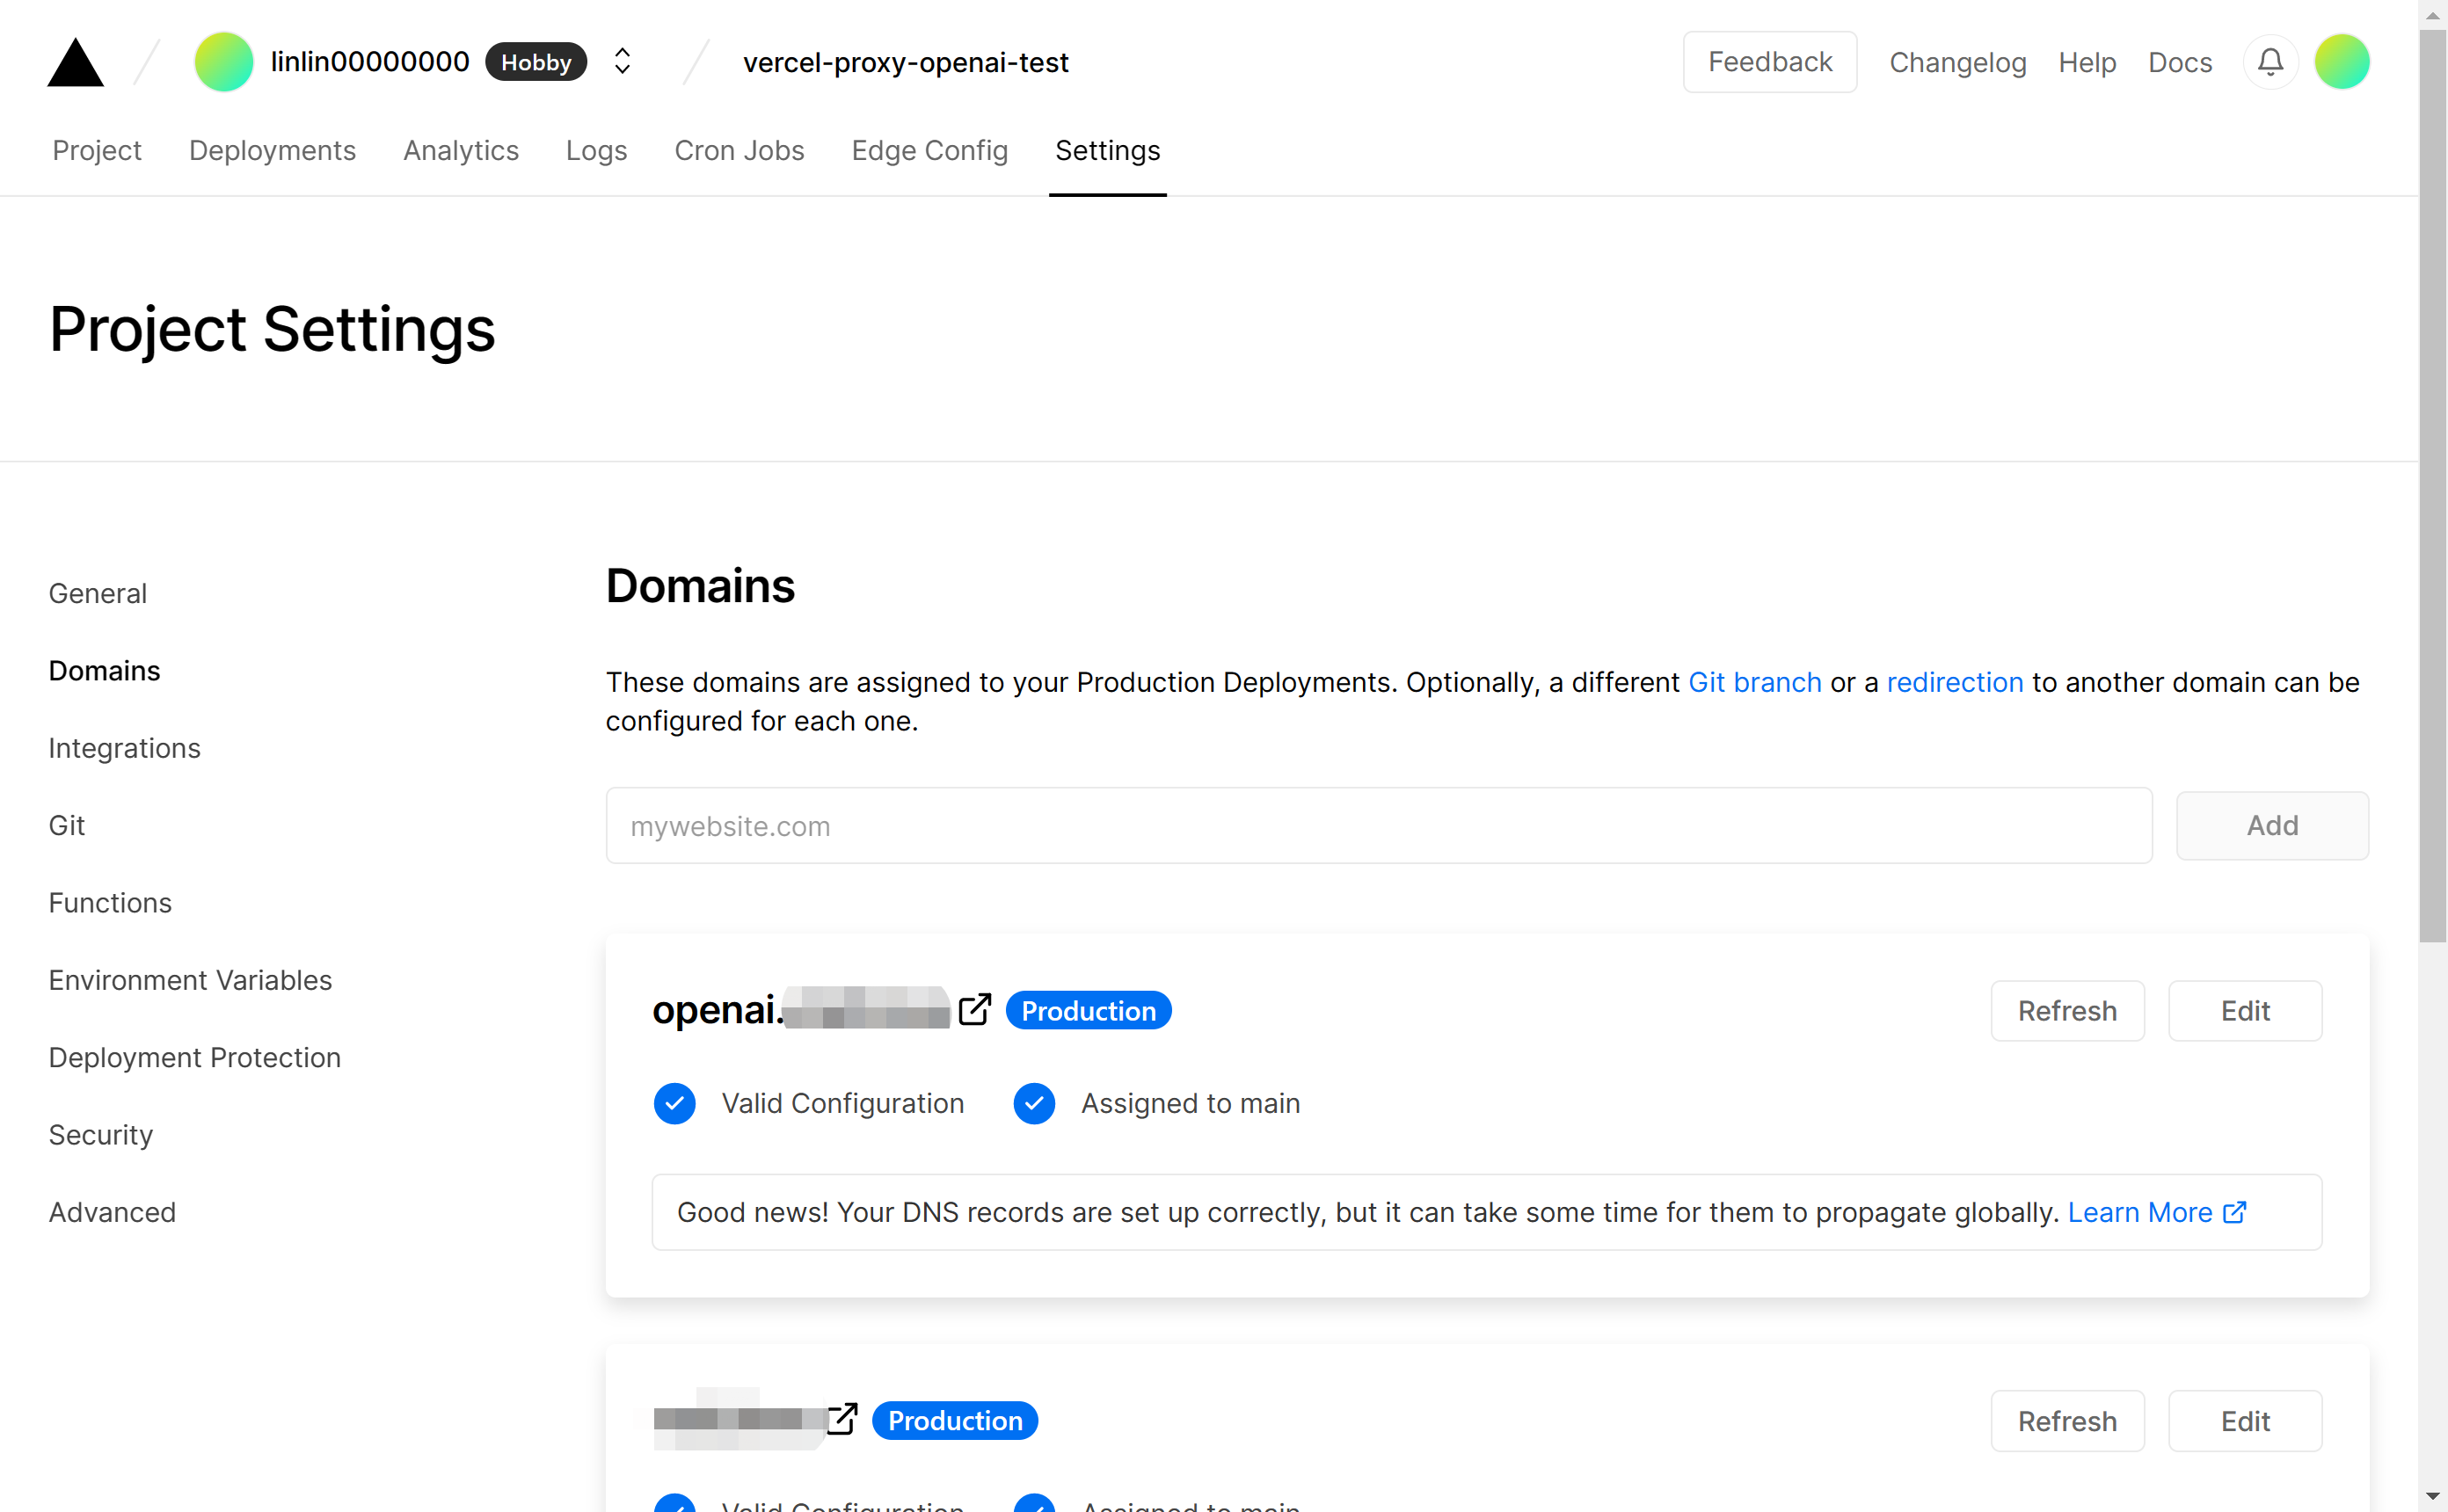 linlin00000000 Hobby vercel-proxy-openai-test Feedback Changelog Help Docs
Project Deployments Analytics Logs Cron Jobs Edge Config Settings
Project Settings
General
Domains
Integrations
Git
Functions
Environment Variables
Deployment Protection
Security
Advanced
Domains
These domains are assigned to your Production Deployments. Optionally, a different Git branch or a redirection to another domain can be
configured for each one.
mywebsite.com Add
openai. Production Refresh Edit
Valid Configuration Assigned to main
Good news! Your DNS records are set up correctly, but it can take some time for them to propagate globally. Learn More
Production Refresh Edit
Valid Configuration Assigned to main